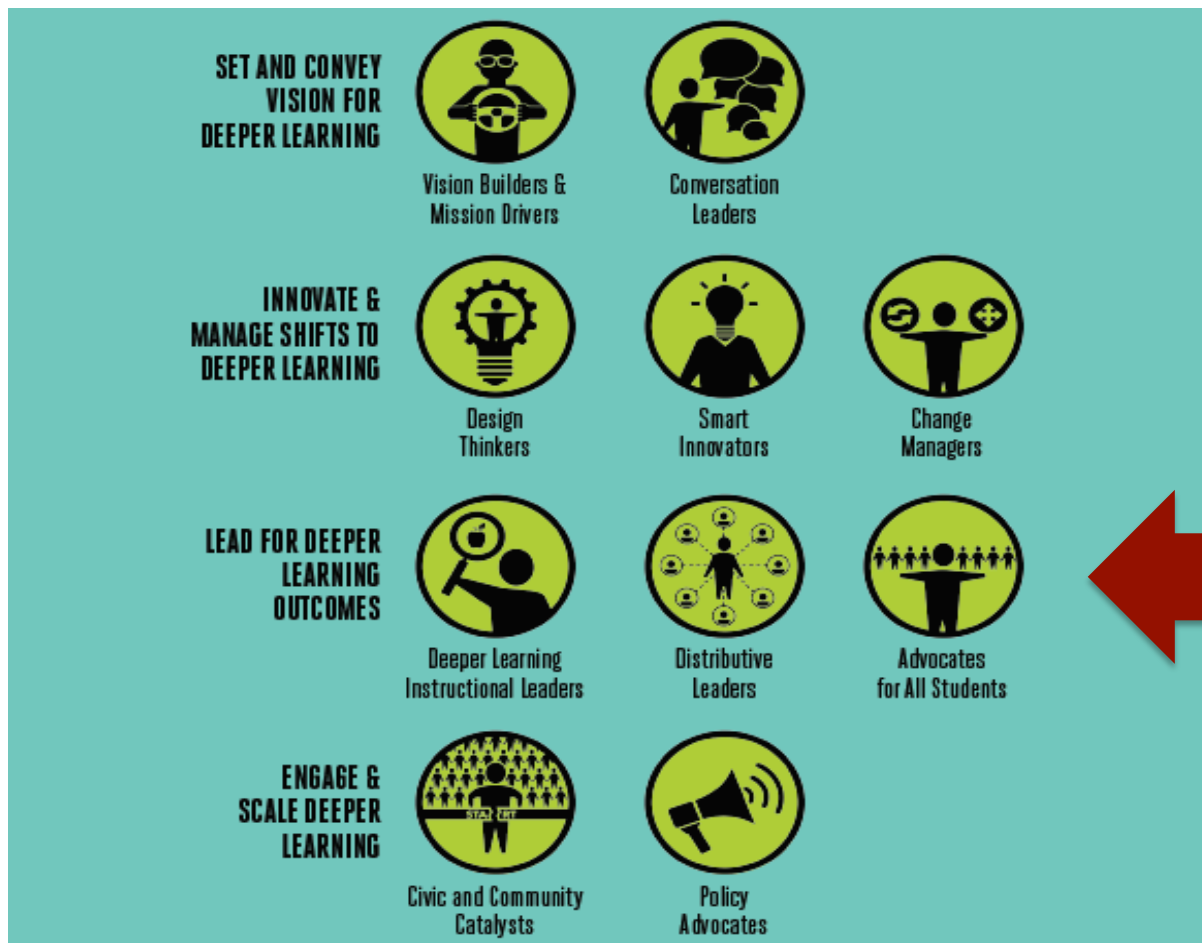 SET AND CONVEY
VISION FOR
DEEPER LEARNING
Vision Builders &
Mission Drivers
Conversation
Leaders
INNOVATE &
MANAGE SHIFTS TO
DEEPER LEARNING
Design
Thinkers
Smart
Innovators
Change
Managers
LEAD FOR DEEPER
LEARNING
OUTCOMES
Deeper Learning
Instructional Leaders
Distributive
Leaders
Advocates
for All Students
ENGAGE &
SCALE DEEPER
LEARNING
Civic and Community
Catalysts
Policy
Advocates